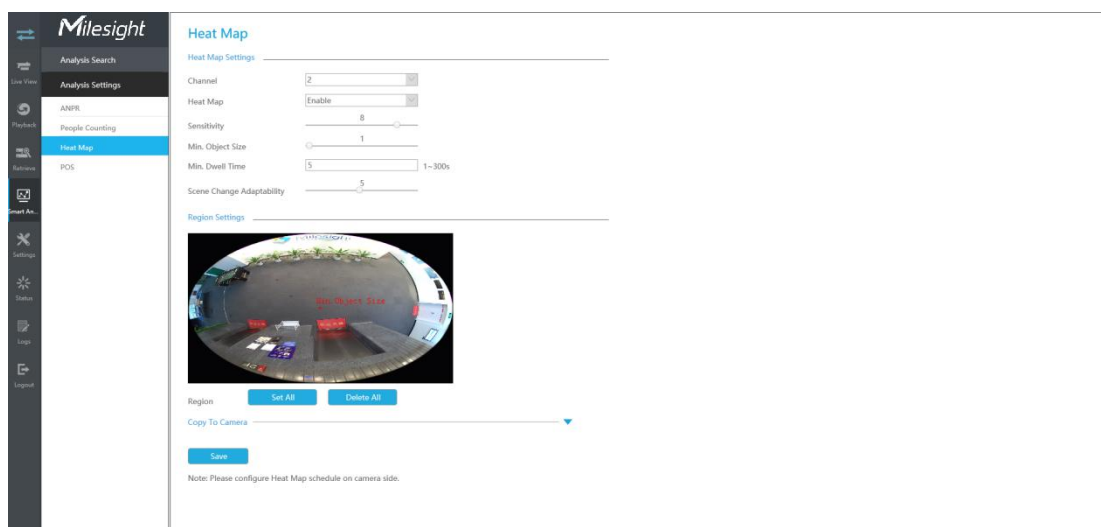 Milesight
Live View
Playback
Retrieve
Smart An...
Settings
Status
Logs
Logout
Analysis Search
Analysis Settings
ANPR
People Counting
Heat Map
POS
Heat Map
Heat Map Settings
Channel 2
Heat Map Enable
Sensitivity 8
Min. Object Size 1
Min. Dwell Time 5 1~300s
Scene Change Adaptability 5
Region Settings
Milesight
Min.Object Size
Region Set All Delete All
Copy To Camera
Save
Note: Please configure Heat Map schedule on camera side.